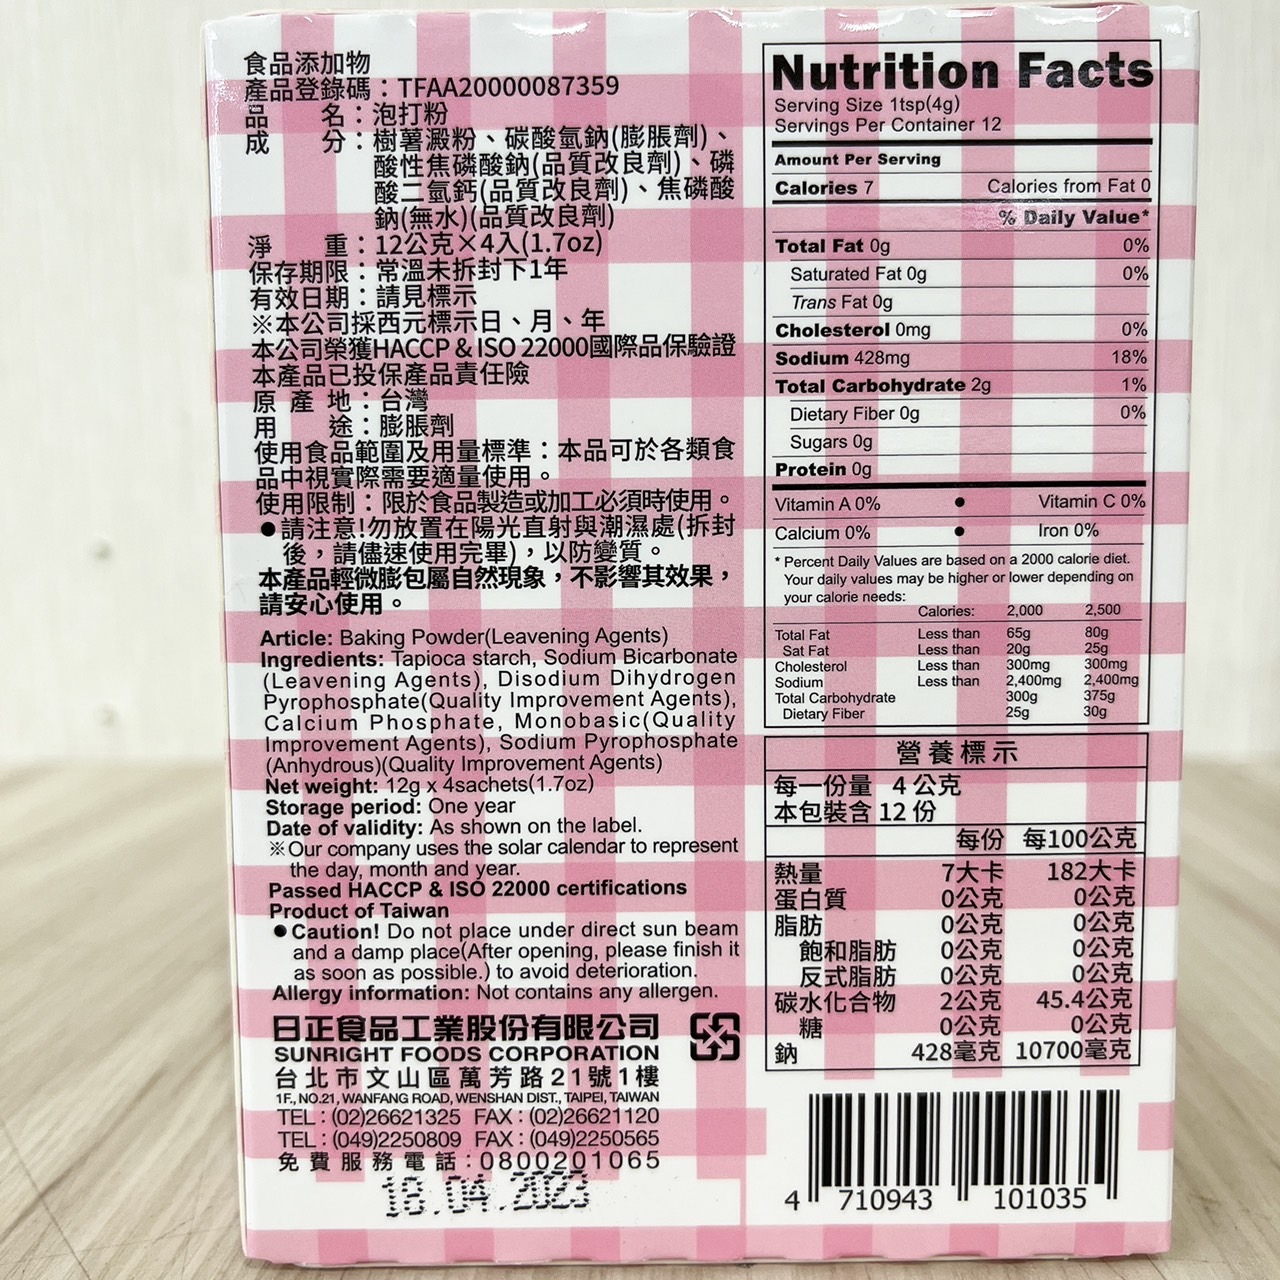 食品添加物
產品登錄碼：TFAA20000087359
品　　名：泡打粉
成　　分：樹薯澱粉、碳酸氫鈉(膨脹劑)、
酸性焦磷酸鈉(品質改良劑)、磷
酸二氫鈣(品質改良劑)、焦磷酸
鈉(無水)(品質改良劑)
淨　　重：12公克×4入(1.7oz)
保存期限：常溫未拆封下1年
有效日期：請見標示
※本公司採西元標示日、月、年
本公司榮獲HACCP & ISO 22000國際品保驗證
本產品已投保產品責任險
原 產 地：台灣
用　　途：膨脹劑
使用食品範圍及用量標準：本品可於各類食
品中視實際需要適量使用。
使用限制：限於食品製造或加工必須時使用。
●請注意!勿放置在陽光直射與潮濕處(拆封
後，請儘速使用完畢)，以防變質。
本產品輕微膨包屬自然現象，不影響其效果，
請安心使用。
Article: Baking Powder(Leavening Agents)
Ingredients: Tapioca starch, Sodium Bicarbonate
(Leavening Agents), Disodium Dihydrogen
Pyrophosphate(Quality Improvement Agents),
Calcium Phosphate, Monobasic(Quality
Improvement Agents), Sodium Pyrophosphate
(Anhydrous)(Quality Improvement Agents)
Net weight: 12g x 4sachets(1.7oz)
Storage period: One year
Date of validity: As shown on the label.
※Our company uses the solar calendar to represent
the day, month and year.
Passed HACCP & ISO 22000 certifications
Product of Taiwan
●Caution! Do not place under direct sun beam
and a damp place(After opening, please finish it
as soon as possible.) to avoid deterioration.
Allergy information: Not contains any allergen.
日正食品工業股份有限公司
SUNRIGHT FOODS CORPORATION
台北市文山區萬芳路21號1樓
1F., NO.21, WANFANG ROAD, WENSHAN DIST., TAIPEI, TAIWAN
TEL：(02)26621325 FAX：(02)26621120
TEL：(049)2250809 FAX：(049)2250565
免費服務電話：0800201065
18.04.2023
Nutrition Facts
Serving Size 1tsp(4g)
Servings Per Container 12
Amount Per Serving
Calories 7 Calories from Fat 0
% Daily Value*
Total Fat 0g 0%
Saturated Fat 0g 0%
Trans Fat 0g
Cholesterol 0mg 0%
Sodium 428mg 18%
Total Carbohydrate 2g 1%
Dietary Fiber 0g 0%
Sugars 0g
Protein 0g
Vitamin A 0% ● Vitamin C 0%
Calcium 0% ● Iron 0%
* Percent Daily Values are based on a 2000 calorie diet.
Your daily values may be higher or lower depending on
your calorie needs:
Calories: 2,000 2,500
Total Fat Less than 65g 80g
Sat Fat Less than 20g 25g
Cholesterol Less than 300mg 300mg
Sodium Less than 2,400mg 2,400mg
Total Carbohydrate 300g 375g
Dietary Fiber 25g 30g
營養標示
每一份量 4公克
本包裝含12份
每份 每100公克
熱量 7大卡 182大卡
蛋白質 0公克 0公克
脂肪 0公克 0公克
飽和脂肪 0公克 0公克
反式脂肪 0公克 0公克
碳水化合物 2公克 45.4公克
糖 0公克 0公克
鈉 428毫克 10700毫克
4 710943 101035